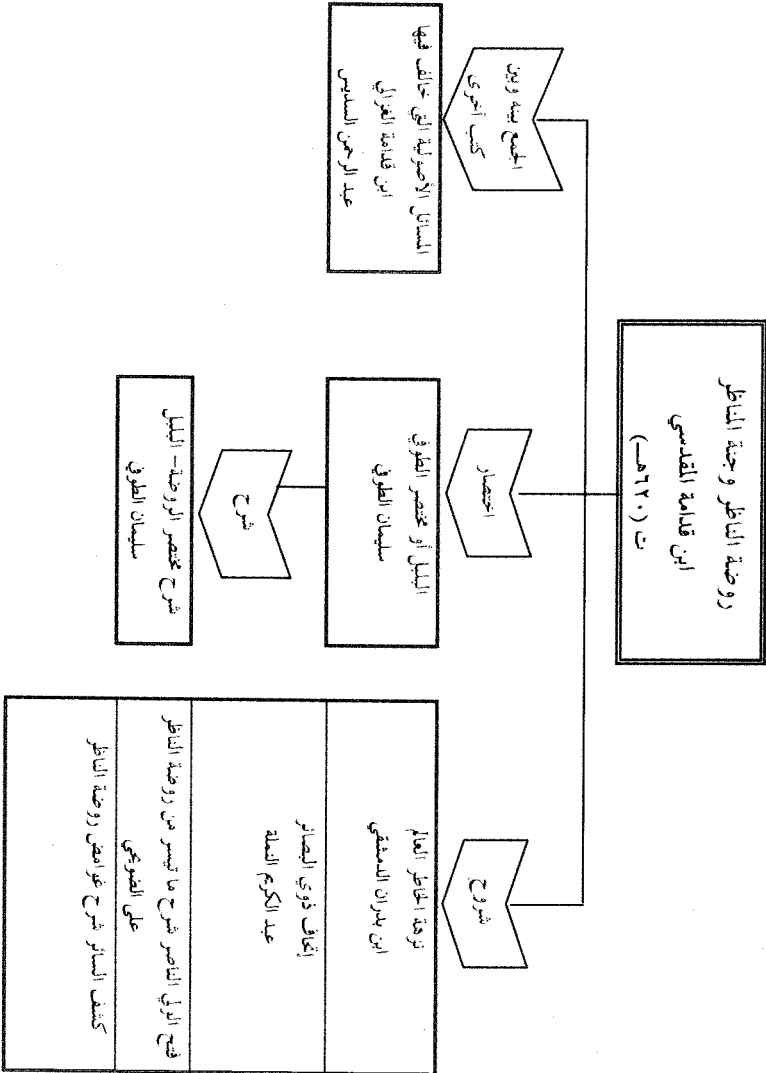 روضة الناظر وجنة المناظر
ابن قدامة المقدسي
ت (٦٢٠هـ)
شروح
نزهة الخاطر العاطر
ابن بدران الدمشقي
إتحاف ذوي البصائر
عبد الكريم النملة
فتح الولي الناصر شرح ما تيسر من روضة الناظر
علي الضويحي
كشف الساتر شرح غوامض روضة الناظر
اختصار
البلبل أو مختصر الطوفي
سليمان الطوفي
شرح
شرح مختصر الروضة - البلبل
سليمان الطوفي
الجمع بينه وبين
كتب أخرى
المسائل الأصولية التي خالف فيها
ابن قدامة الغزالي
عبد الرحمن السديس